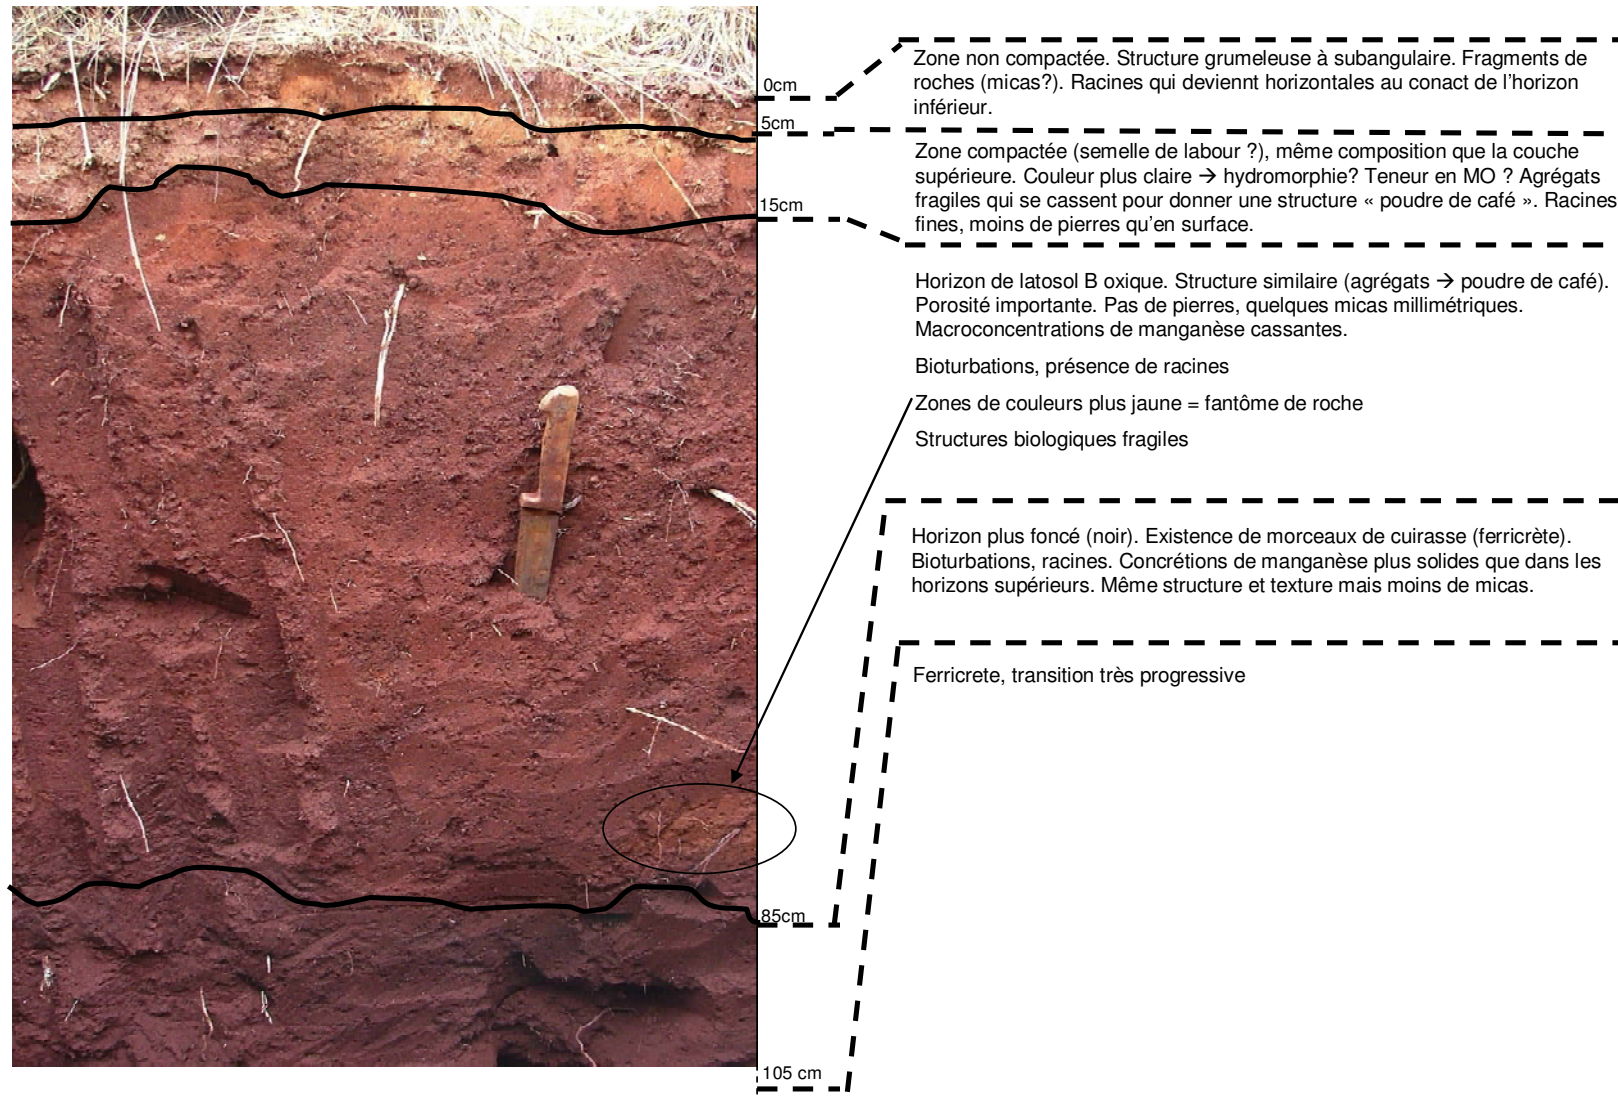 0cm
Zone non compactée. Structure grumeleuse à subangulaire. Fragments de
roches (micas?). Racines qui deviennt horizontales au conact de l'horizon
inférieur.
5cm
Zone compactée (semelle de labour ?), même composition que la couche
supérieure. Couleur plus claire → hydromorphie? Teneur en MO ? Agrégats
fragiles qui se cassent pour donner une structure « poudre de café ». Racines
fines, moins de pierres qu'en surface.
15cm
Horizon de latosol B oxique. Structure similaire (agrégats → poudre de café).
Porosité importante. Pas de pierres, quelques micas millimétriques.
Macroconcentrations de manganèse cassantes.
Bioturbations, présence de racines
Zones de couleurs plus jaune = fantôme de roche
Structures biologiques fragiles
85cm
Horizon plus foncé (noir). Existence de morceaux de cuirasse (ferricrète).
Bioturbations, racines. Concrétions de manganèse plus solides que dans les
horizons supérieurs. Même structure et texture mais moins de micas.
105 cm
Ferricrete, transition très progressive